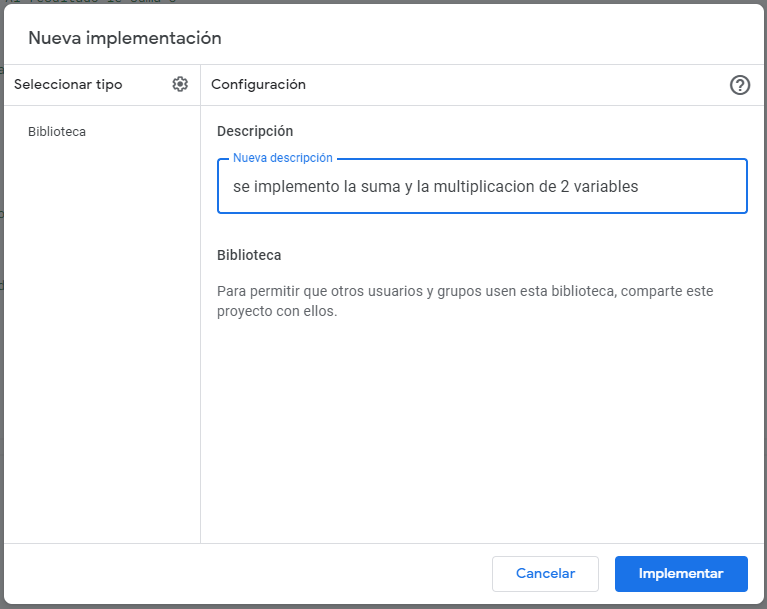 Nueva implementación
Seleccionar tipo
Configuración
Biblioteca
Descripción
Nueva descripción
se implemento la suma y la multiplicacion de 2 variables
Biblioteca
Para permitir que otros usuarios y grupos usen esta biblioteca, comparte este
proyecto con ellos.
Cancelar
Implementar